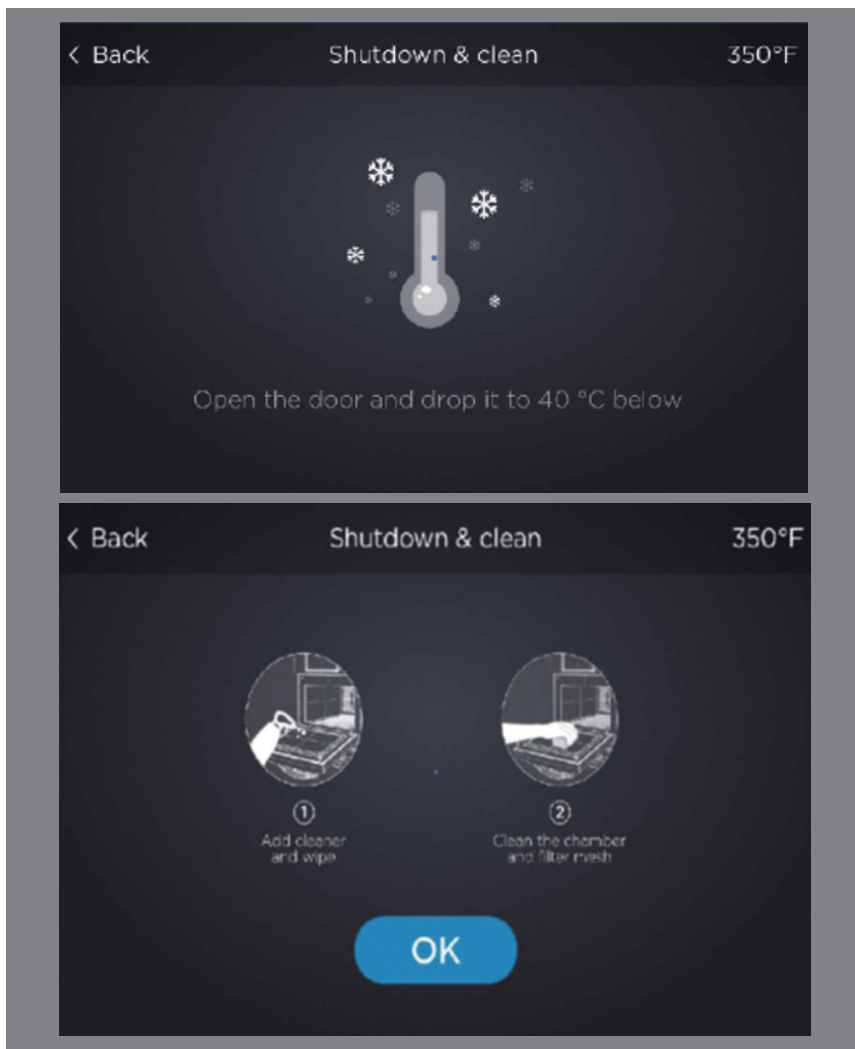 < Back Shutdown & clean 350°F
Open the door and drop it to 40 °C below
< Back Shutdown & clean 350°F
① ②
Add cleaner Clean the chamber
and wipe and filter mesh
OK